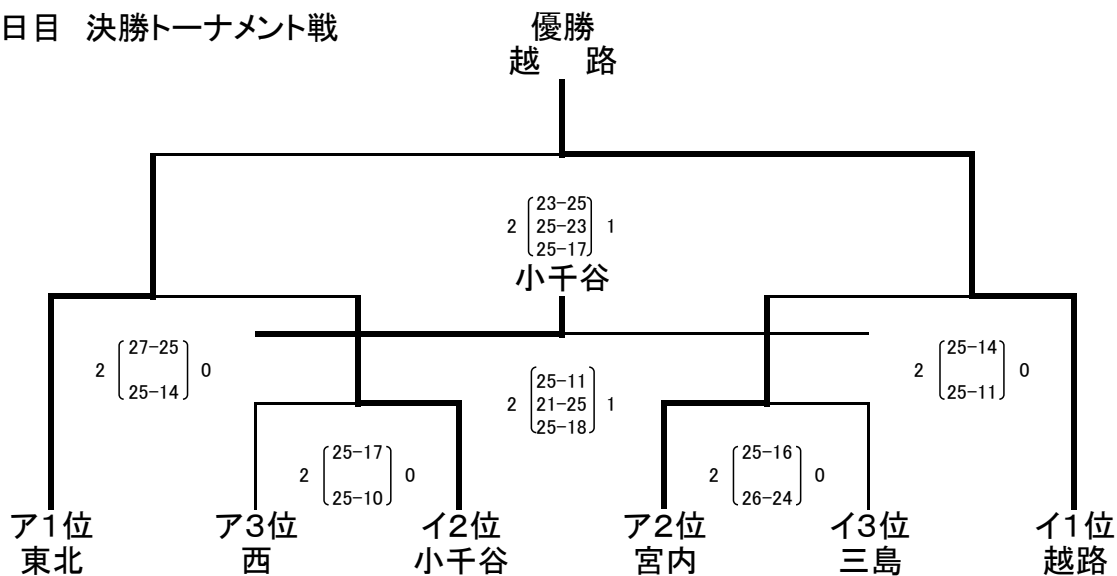 日目 決勝トーナメント戦
優勝
越 路
2 23-25 1
25-23
25-17
小千谷
2 27-25 0
25-14
2 25-11 1
21-25
25-18
2 25-14 0
25-11
2 25-17 0
25-10
2 25-16 0
26-24
ア1位 ア3位 イ2位 ア2位 イ3位 イ1位
東北 西 小千谷 宮内 三島 越路